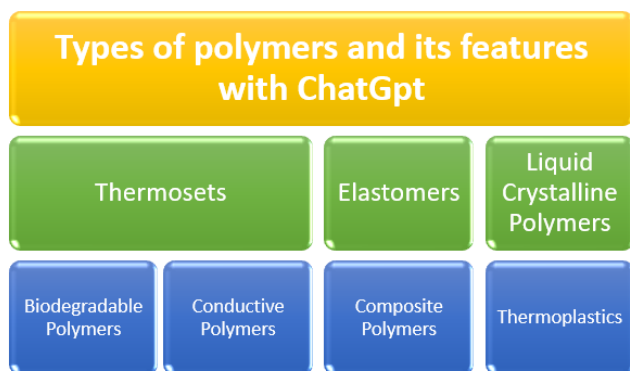 Types of polymers and its features
with ChatGpt
Thermosets
Elastomers
Liquid
Crystalline
Polymers
Biodegradable
Polymers
Conductive
Polymers
Composite
Polymers
Thermoplastics